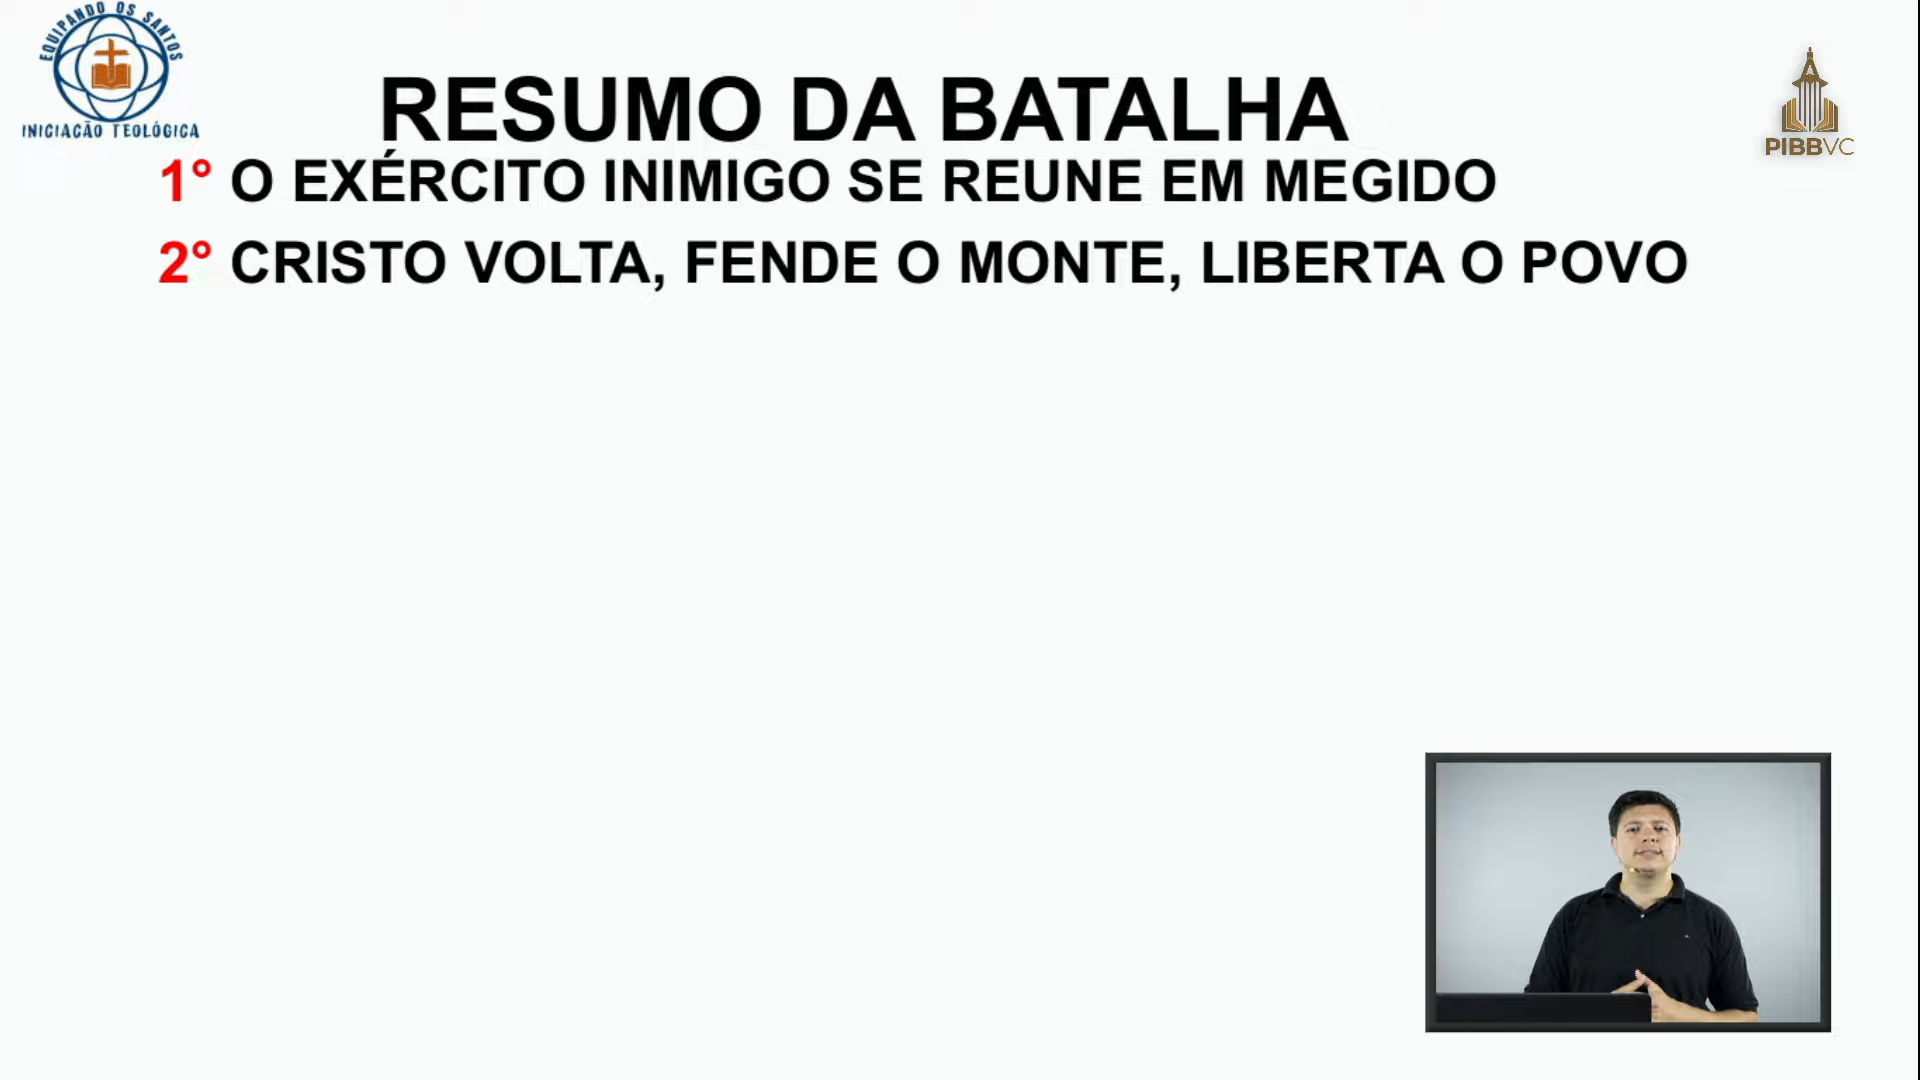 EQUIPANDO OS SANTOS
INICIAÇÃO TEOLÓGICA
PIBBVC
RESUMO DA BATALHA
1° O EXÉRCITO INIMIGO SE REUNE EM MEGIDO
2° CRISTO VOLTA, FENDE O MONTE, LIBERTA O POVO